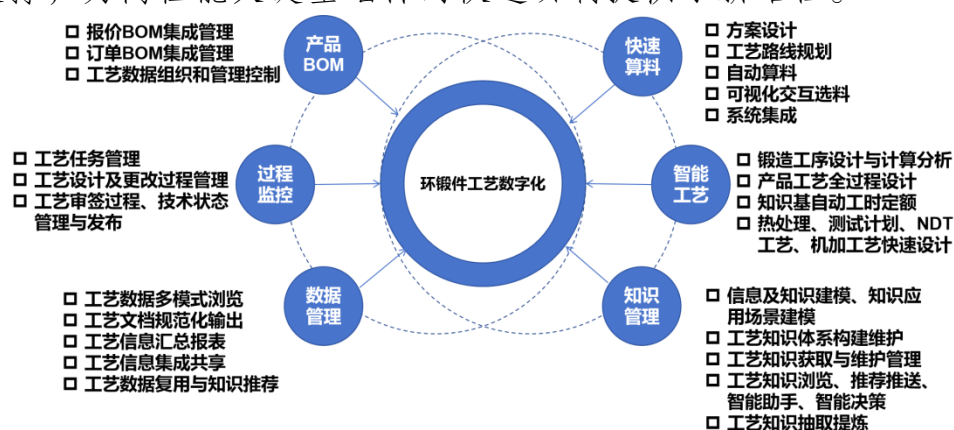 □ 报价BOM集成管理
□ 订单BOM集成管理
□ 工艺数据组织和管理控制
产品
BOM
快速
算料
□ 方案设计
□ 工艺路线规划
□ 自动算料
□ 可视化交互选料
□ 系统集成
□ 工艺任务管理
□ 工艺设计及更改过程管理
□ 工艺审签过程、技术状态
管理与发布
过程
监控
环锻件工艺数字化
智能
工艺
□ 锻造工序设计与计算分析
□ 产品工艺全过程设计
□ 知识基自动工时定额
□ 热处理、测试计划、NDT
工艺、机加工艺快速设计
□ 工艺数据多模式浏览
□ 工艺文档规范化输出
□ 工艺信息汇总报表
□ 工艺信息集成共享
□ 工艺数据复用与知识推荐
数据
管理
知识
管理
□ 信息及知识建模、知识应
用场景建模
□ 工艺知识体系构建维护
□ 工艺知识获取与维护管理
□ 工艺知识浏览、推荐推送、
智能助手、智能决策
□ 工艺知识抽取提炼